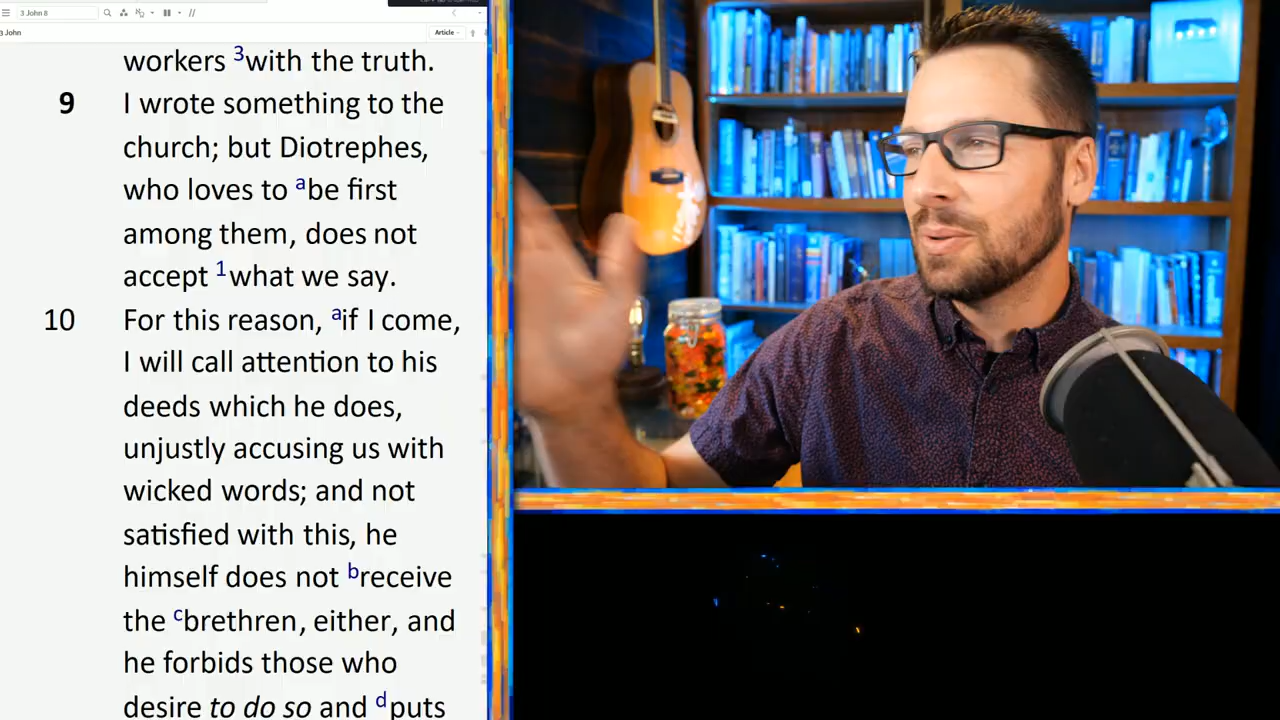 3 John 8
3 John
Article
workers 3with the truth.
9 I wrote something to the
church; but Diotrephes,
who loves to abe first
among them, does not
accept 1what we say.
10 For this reason, aif I come,
I will call attention to his
deeds which he does,
unjustly accusing us with
wicked words; and not
satisfied with this, he
himself does not breceive
the cbrethren, either, and
he forbids those who
desire to do so and dputs